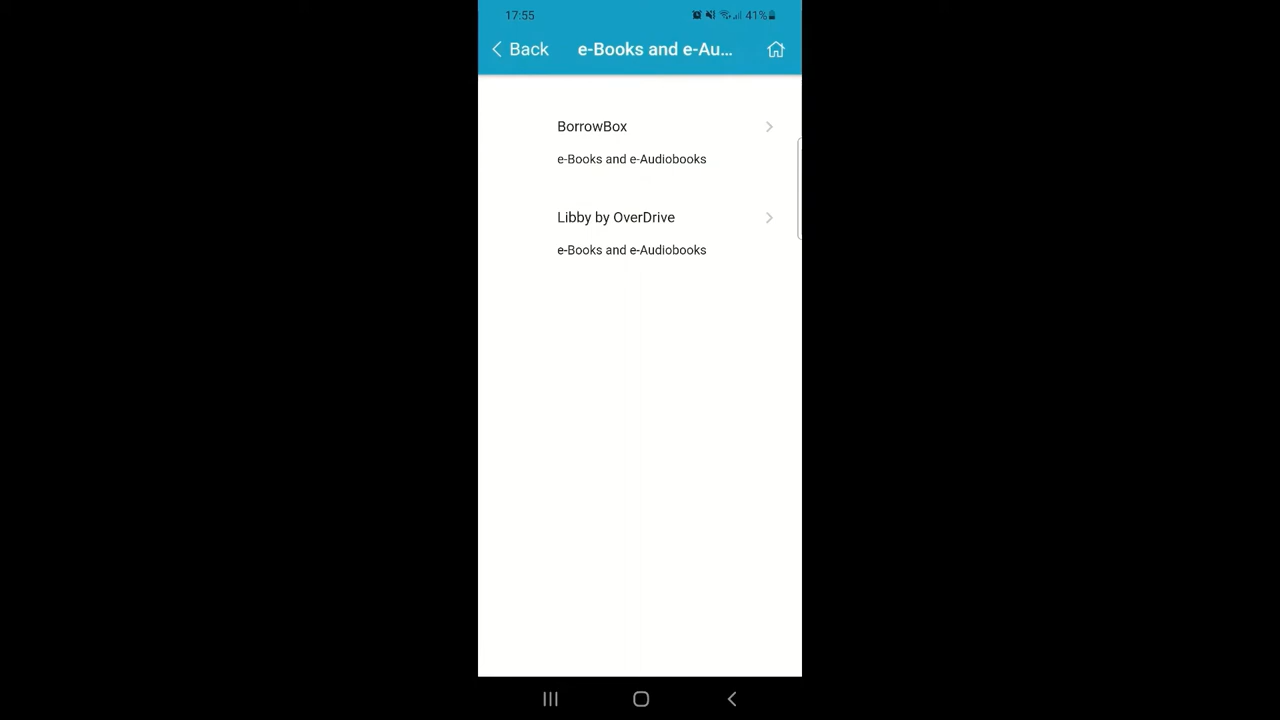 17:55 41%
Back e-Books and e-Au...
BorrowBox
e-Books and e-Audiobooks
Libby by OverDrive
e-Books and e-Audiobooks